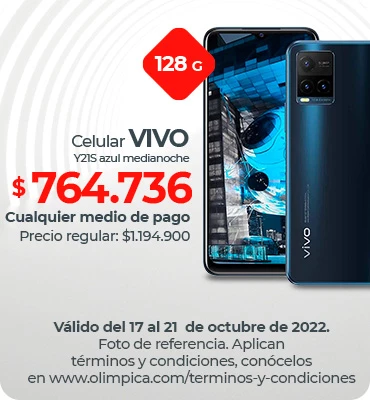 128 G
Celular VIVO
Y21S azul medianoche
$ 764.736
Cualquier medio de pago
Precio regular: $1.194.900
vivo
Válido del 17 al 21 de octubre de 2022.
Foto de referencia. Aplican
términos y condiciones, conócelos
en www.olimpica.com/terminos-y-condiciones